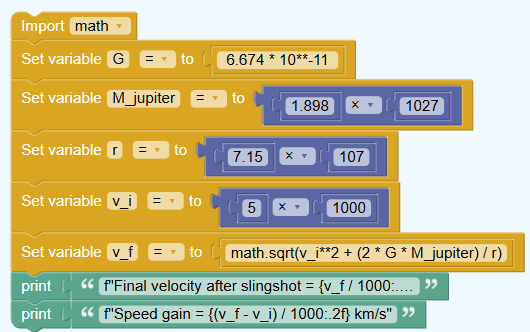 Import math
Set variable G = to 6.674 * 10**-11
Set variable M_jupiter = to 1.898 × 1027
Set variable r = to 7.15 × 107
Set variable v_i = to 5 × 1000
Set variable v_f = to math.sqrt(v_i**2 + (2 * G * M_jupiter) / r)
print “ f"Final velocity after slingshot = {v_f / 1000:.… ”
print “ f"Speed gain = {(v_f - v_i) / 1000:.2f} km/s" ”